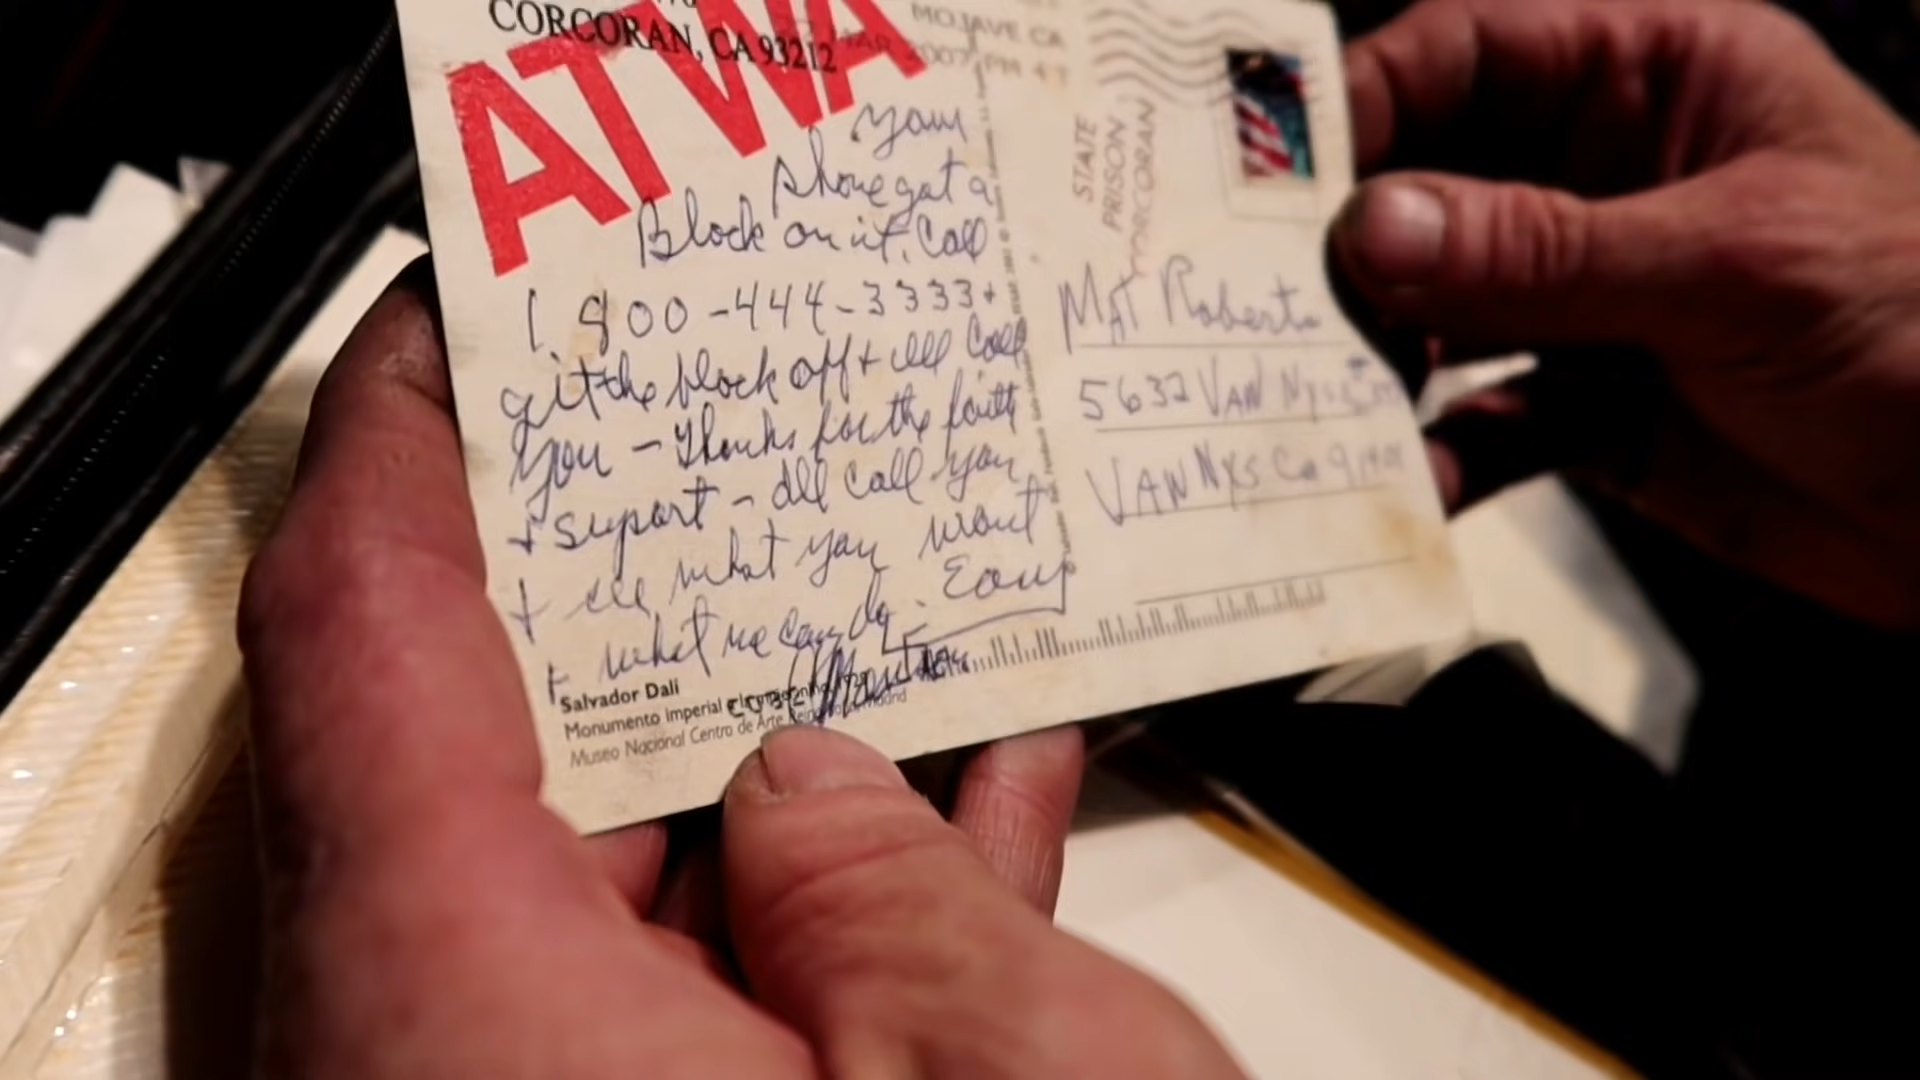 CORCORAN, CA 93212
ATWA
MOJAVE CA
MAR 2007 PM 4 T
STATE
PRISON
CORCORAN
your
phone got a
Block on it. Call
1 800-444-3333 +
git the block off + ill call
you - Thanks for the faith
+ suport - ill call you
+ see what you want
+ what we can do. Easy
Mat Roberts
5632 VAN Nys
VAN NYS Ca
Salvador Dalí
Monumento imperial
Museo Nacional Centro de Arte